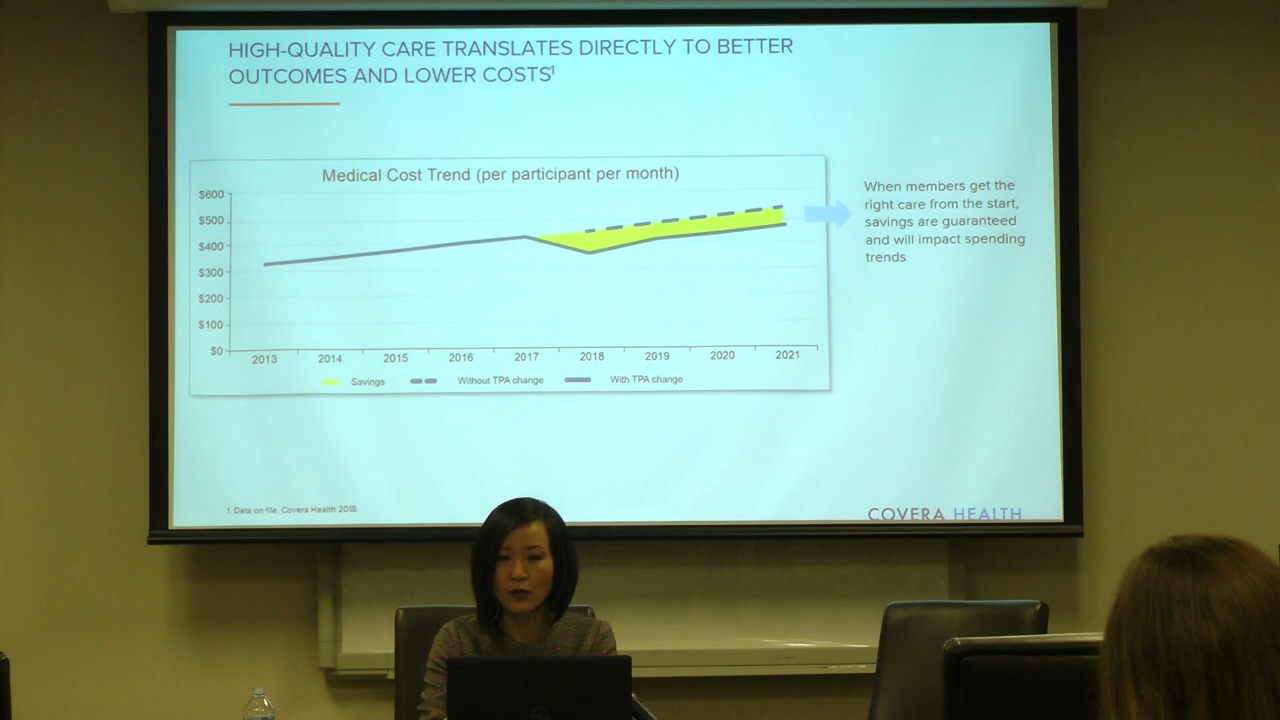 HIGH-QUALITY CARE TRANSLATES DIRECTLY TO BETTER
OUTCOMES AND LOWER COSTS¹
Medical Cost Trend (per participant per month)
$600
$500
$400
$300
$200
$100
$0
2013 2014 2015 2016 2017 2018 2019 2020 2021
Savings Without TPA change With TPA change
When members get the
right care from the start,
savings are guaranteed
and will impact spending
trends
1. Data on file. Covera Health 2018.
COVERA HEALTH